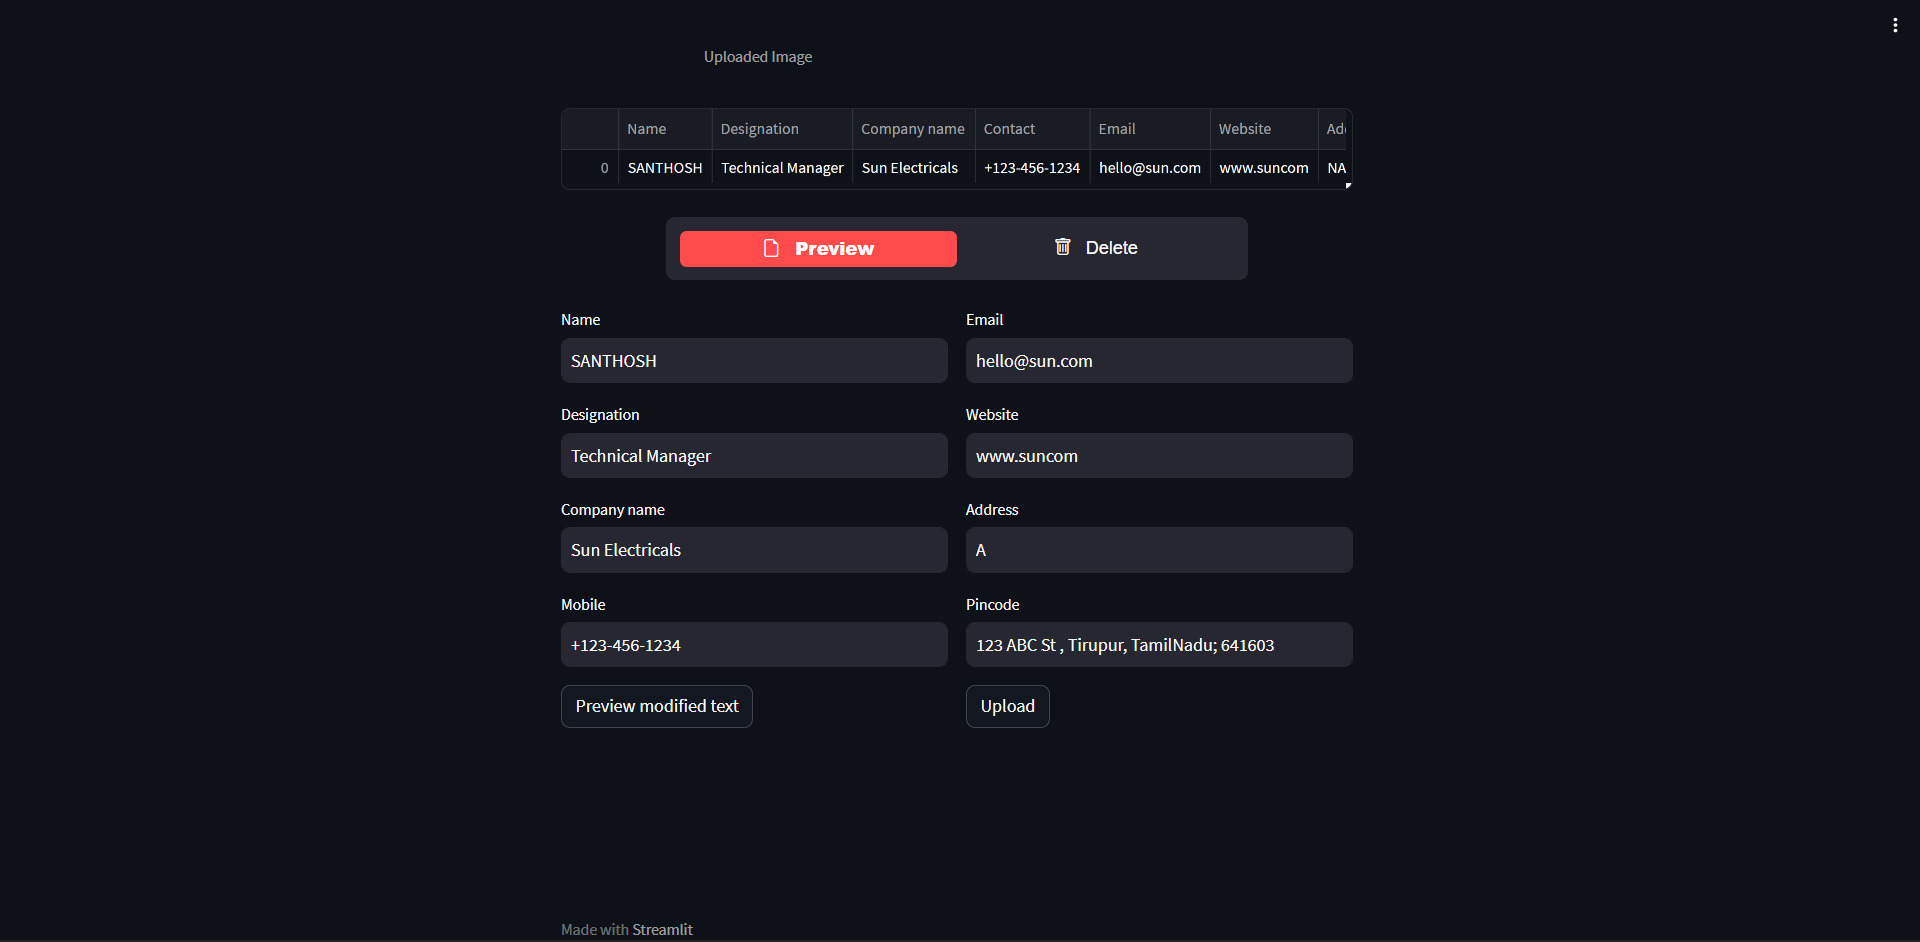 Uploaded Image
Name Designation Company name Contact Email Website Ad
0 SANTHOSH Technical Manager Sun Electricals +123-456-1234 hello@sun.com www.suncom NA
Preview Delete
Name Email
SANTHOSH hello@sun.com
Designation Website
Technical Manager www.suncom
Company name Address
Sun Electricals A
Mobile Pincode
+123-456-1234 123 ABC St , Tirupur, TamilNadu; 641603
Preview modified text Upload
Made with Streamlit